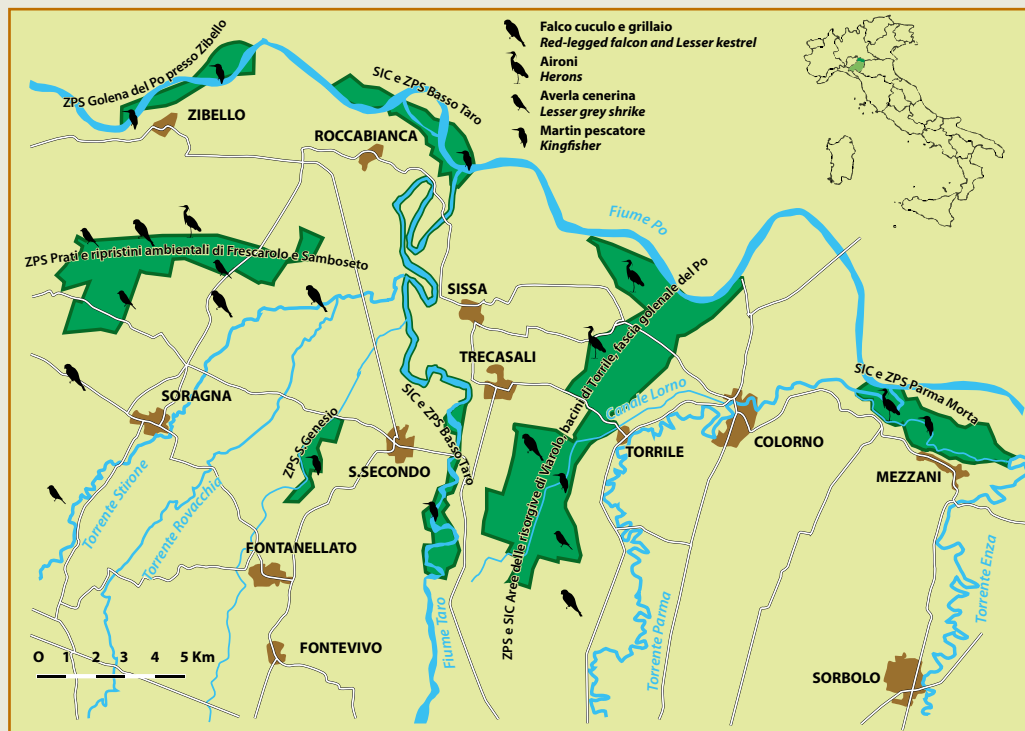 Falco cuculo e grillaio
Red-legged falcon and Lesser kestrel
Aironi
Herons
Averla cenerina
Lesser grey shrike
Martin pescatore
Kingfisher
ZPS Golena del Po presso Zibello
ZIBELLO
SIC e ZPS Basso Taro
ROCCABIANCA
Fiume Po
ZPS Prati e ripristini ambientali di Frescarolo e Samboseto
SISSA
TRECASALI
ZPS e SIC Aree delle risorgive di Viarolo, bacini di Torrile, fascia golenale del Po
SIC e ZPS Parma Morta
Canale Lorno
SORAGNA
SIC e ZPS Basso Taro
ZPS S.Genesio
S.SECONDO
TORRILE
COLORNO
MEZZANI
Torrente Stirone
Torrente Rovacchia
FONTANELLATO
FONTEVIVO
Fiume Taro
Torrente Parma
Torrente Enza
SORBOLO
O 1 2 3 4 5 Km